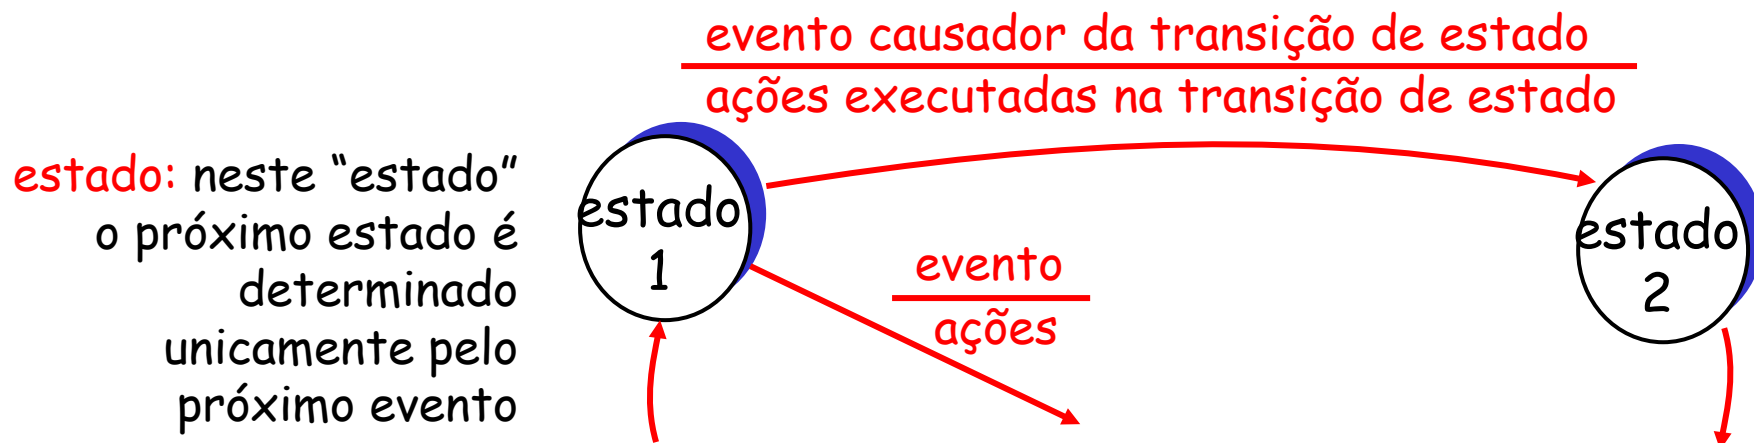 evento causador da transição de estado
ações executadas na transição de estado
estado: neste “estado”
o próximo estado é
determinado
unicamente pelo
próximo evento
estado
1
evento
ações
estado
2